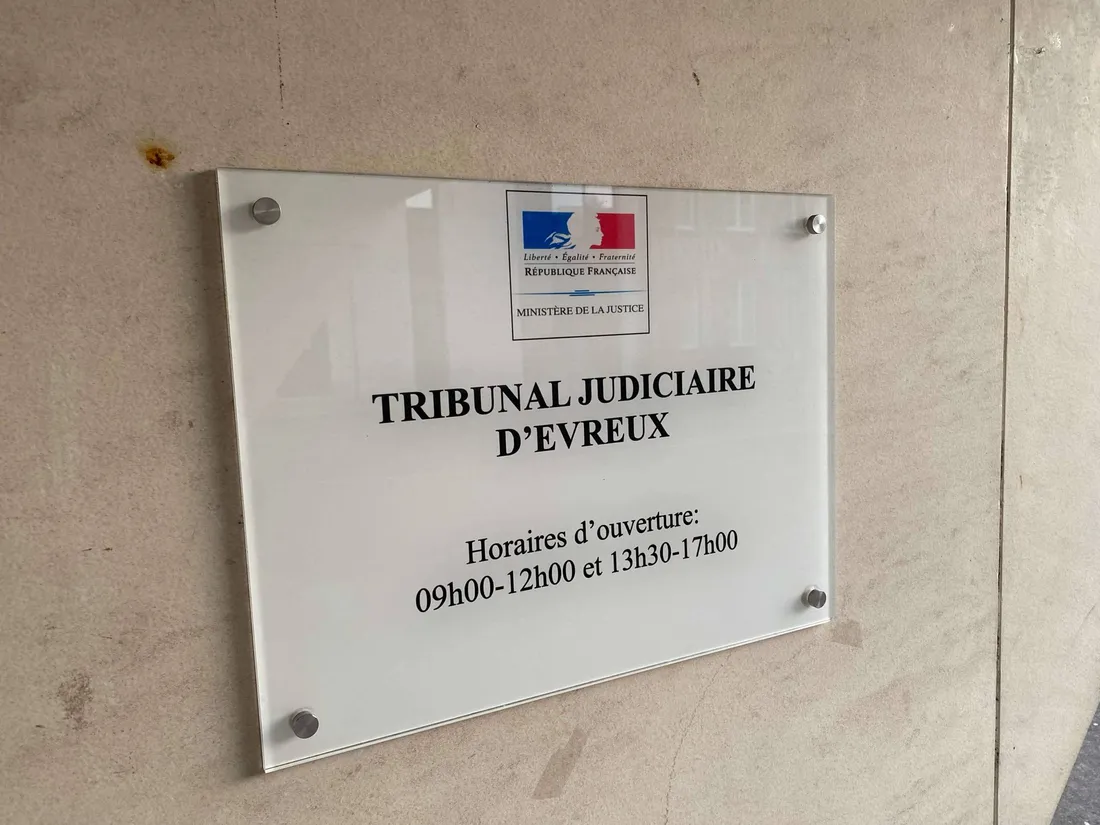 Liberté • Égalité • Fraternité
RÉPUBLIQUE FRANÇAISE
MINISTÈRE DE LA JUSTICE
TRIBUNAL JUDICIAIRE
D’EVREUX
Horaires d’ouverture:
09h00-12h00 et 13h30-17h00